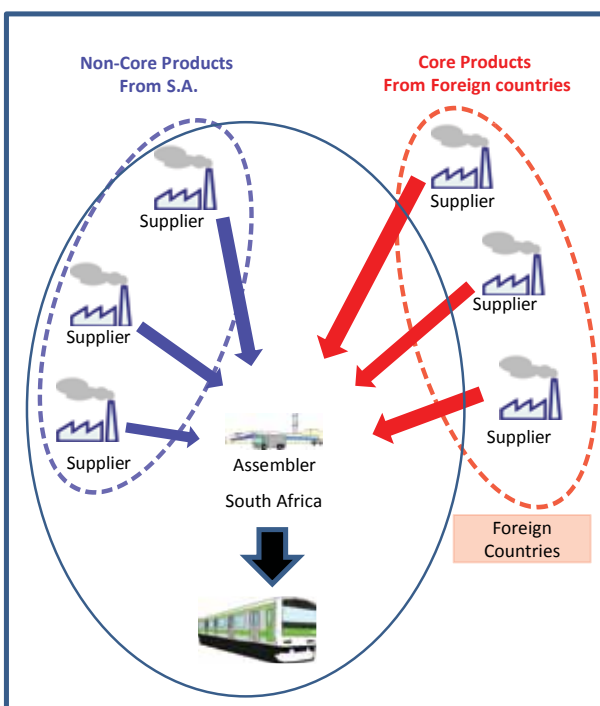 Non-Core Products
From S.A.
Core Products
From Foreign countries
Supplier
Supplier
Supplier
Supplier
Supplier
Supplier
Assembler
South Africa
Foreign
Countries